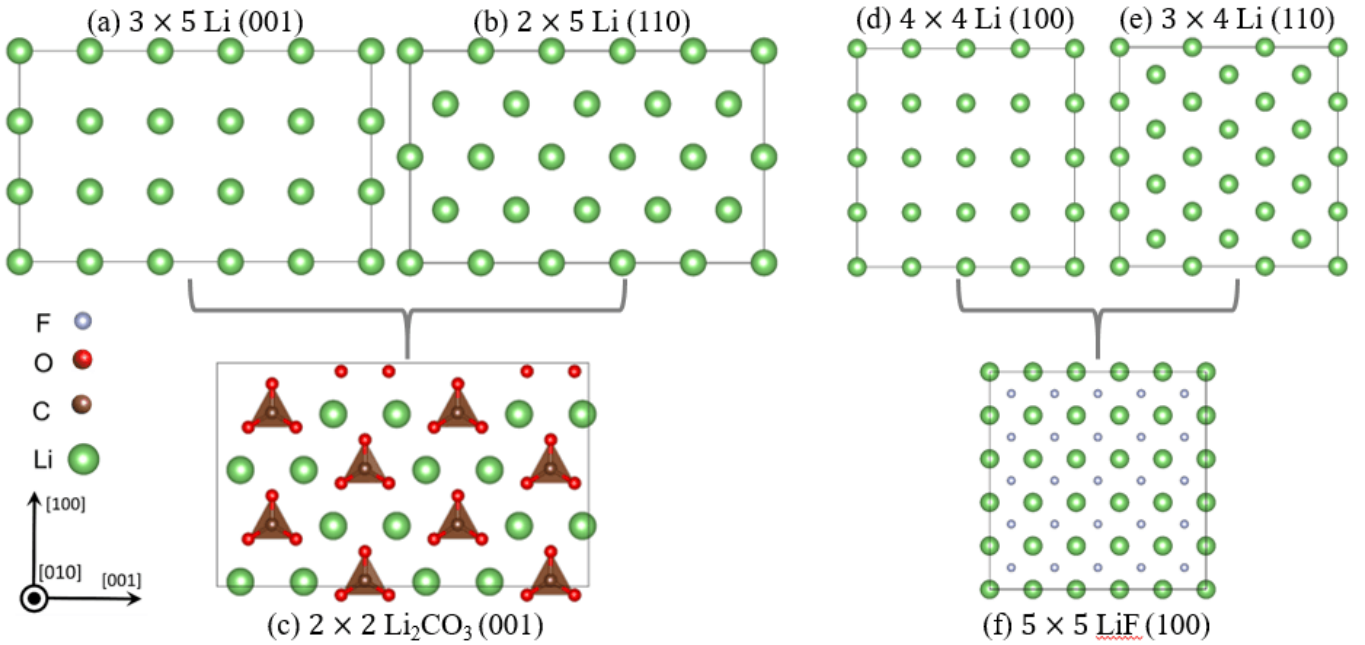 (a) 3 × 5 Li (001)
(b) 2 × 5 Li (110)
(d) 4 × 4 Li (100)
(e) 3 × 4 Li (110)
F
O
C
Li
[100]
[010]
[001]
(c) 2 × 2 Li₂CO₃ (001)
(f) 5 × 5 LiF (100)